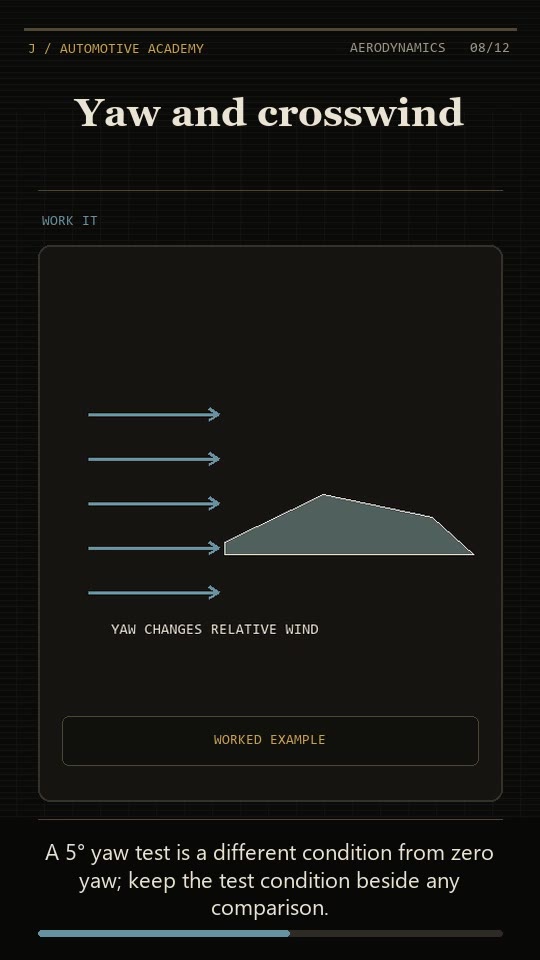 J / AUTOMOTIVE ACADEMY
AERODYNAMICS 08/12
Yaw and crosswind
WORK IT
YAW CHANGES RELATIVE WIND
WORKED EXAMPLE
A 5° yaw test is a different condition from zero
yaw; keep the test condition beside any
comparison.